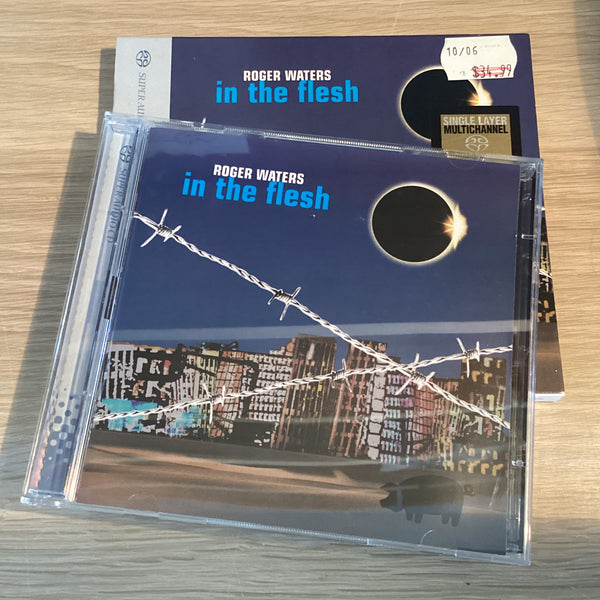 10/06
$34.99
ROGER WATERS
in the flesh
SINGLE LAYER
MULTICHANNEL
ROGER WATERS
in the flesh